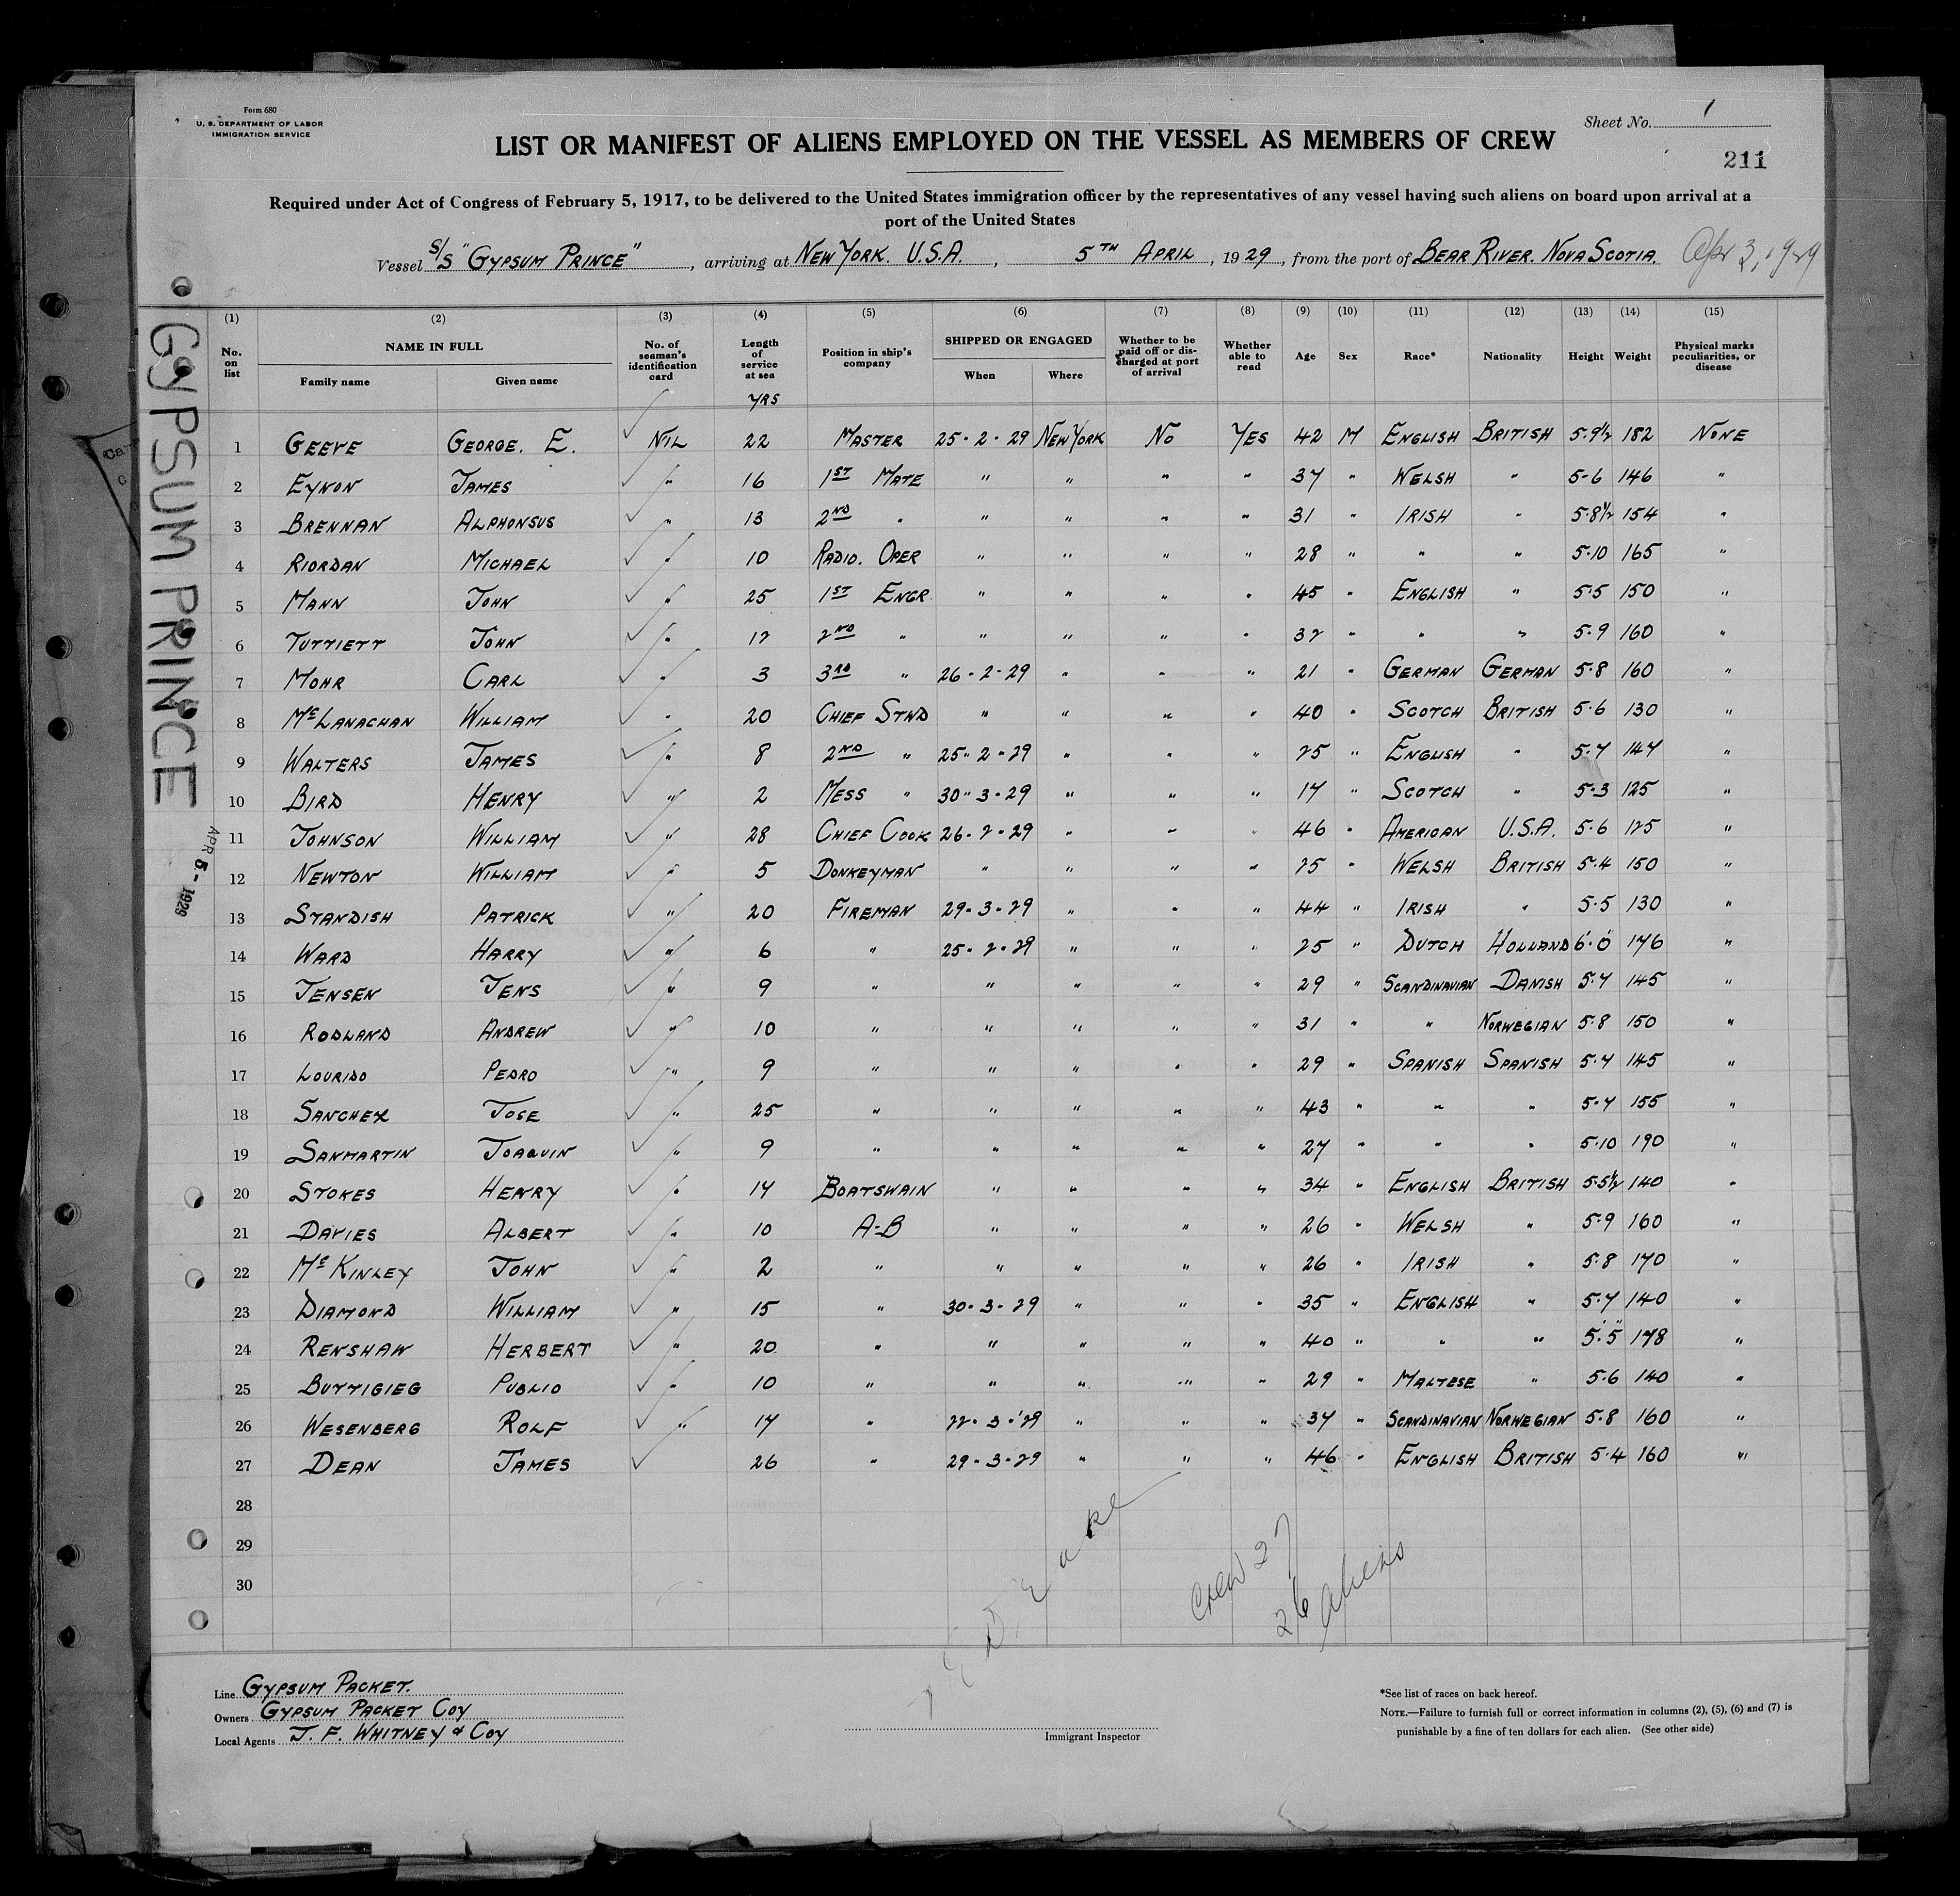 Form 680
U. S. DEPARTMENT OF LABOR
IMMIGRATION SERVICE
Sheet No. 1
LIST OR MANIFEST OF ALIENS EMPLOYED ON THE VESSEL AS MEMBERS OF CREW
211
Required under Act of Congress of February 5, 1917, to be delivered to the United States immigration officer by the representatives of any vessel having such aliens on board upon arrival at a
port of the United States
Vessel S/S "GYPSUM PRINCE", arriving at NEW YORK. U.S.A., 5TH APRIL, 1929, from the port of BEAR RIVER. NOVA SCOTIA. Apr 3, 1929
GYPSUM PRINCE
APR 5 - 1929
(1) (2) (3) (4) (5) (6) (7) (8) (9) (10) (11) (12) (13) (14) (15)
No. on list NAME IN FULL Family name Given name No. of seaman's identification card Length of service at sea Position in ship's company SHIPPED OR ENGAGED When Where Whether to be paid off or discharged at port of arrival Whether able to read Age Sex Race* Nationality Height Weight Physical marks peculiarities, or disease
YRS
1 GEEVE GEORGE. E. NIL 22 MASTER 25-2-29 NEW YORK NO YES 42 M ENGLISH BRITISH 5-9½ 182 NONE
2 EYNON JAMES " 16 1ST MATE " " " " 37 " WELSH " 5-6 146 "
3 BRENNAN ALPHONSUS " 13 2ND " " " " " 31 " IRISH " 5-8½ 154 "
4 RIORDAN MICHAEL " 10 RADIO. OPER " " " " 28 " " " 5-10 165 "
5 MANN JOHN " 25 1ST ENGR. " " " " 45 " ENGLISH " 5-5 150 "
6 TUTTIETT JOHN " 12 2ND " " " " " 32 " " " 5-9 160 "
7 MOHR CARL " 3 3RD " 26-2-29 " " " 21 " GERMAN GERMAN 5-8 160 "
8 McLANACHAN WILLIAM " 20 CHIEF STWD " " " " 40 " SCOTCH BRITISH 5-6 130 "
9 WALTERS JAMES " 8 2ND " 25-2-29 " " " 25 " ENGLISH " 5-7 147 "
10 BIRD HENRY " 2 MESS " 30-3-29 " " " 17 " SCOTCH " 5-3 125 "
11 JOHNSON WILLIAM " 28 CHIEF COOK 26-2-29 " " " 46 " AMERICAN U.S.A. 5-6 125 "
12 NEWTON WILLIAM " 5 DONKEYMAN " " " " 25 " WELSH BRITISH 5-4 150 "
13 STANDISH PATRICK " 20 FIREMAN 29-3-29 " " " 44 " IRISH " 5-5 130 "
14 WARD HARRY " 6 " 25-2-29 " " " 25 " DUTCH HOLLAND 6'-0" 176 "
15 JENSEN JENS " 9 " " " " " 29 " SCANDINAVIAN DANISH 5-7 145 "
16 RODLAND ANDREW " 10 " " " " " 31 " " NORWEGIAN 5-8 150 "
17 LOURIDO PEDRO " 9 " " " " " 29 " SPANISH SPANISH 5-7 145 "
18 SANCHEZ JOSE " 25 " " " " " 43 " " " 5-7 155 "
19 SANMARTIN JOAQUIN " 9 " " " " " 27 " " " 5-10 190 "
20 STOKES HENRY " 17 BOATSWAIN " " " " 34 " ENGLISH BRITISH 5-5½ 140 "
21 DAVIES ALBERT " 10 A-B " " " " 26 " WELSH " 5-9 160 "
22 McKINLEY JOHN " 2 " " " " " 26 " IRISH " 5-8 170 "
23 DIAMOND WILLIAM " 15 " 30-3-29 " " " 35 " ENGLISH " 5-7 140 "
24 RENSHAW HERBERT " 20 " " " " " 40 " " " 5'-5" 178 "
25 BUTTIGIEG PUBLIO " 10 " " " " " 29 " MALTESE " 5-6 140 "
26 WESENBERG ROLF " 17 " 22-3-29 " " " 37 " SCANDINAVIAN NORWEGIAN 5-8 160 "
27 DEAN JAMES 26 " 29-3-29 " " " 46 " ENGLISH BRITISH 5-4 160 "
28
29
30
Crew 27
26 Aliens
Line GYPSUM PACKET.
Owners GYPSUM PACKET COY
Local Agents J. F. WHITNEY & COY
Immigrant Inspector
*See list of races on back hereof.
NOTE.—Failure to furnish full or correct information in columns (2), (5), (6) and (7) is
punishable by a fine of ten dollars for each alien. (See other side)